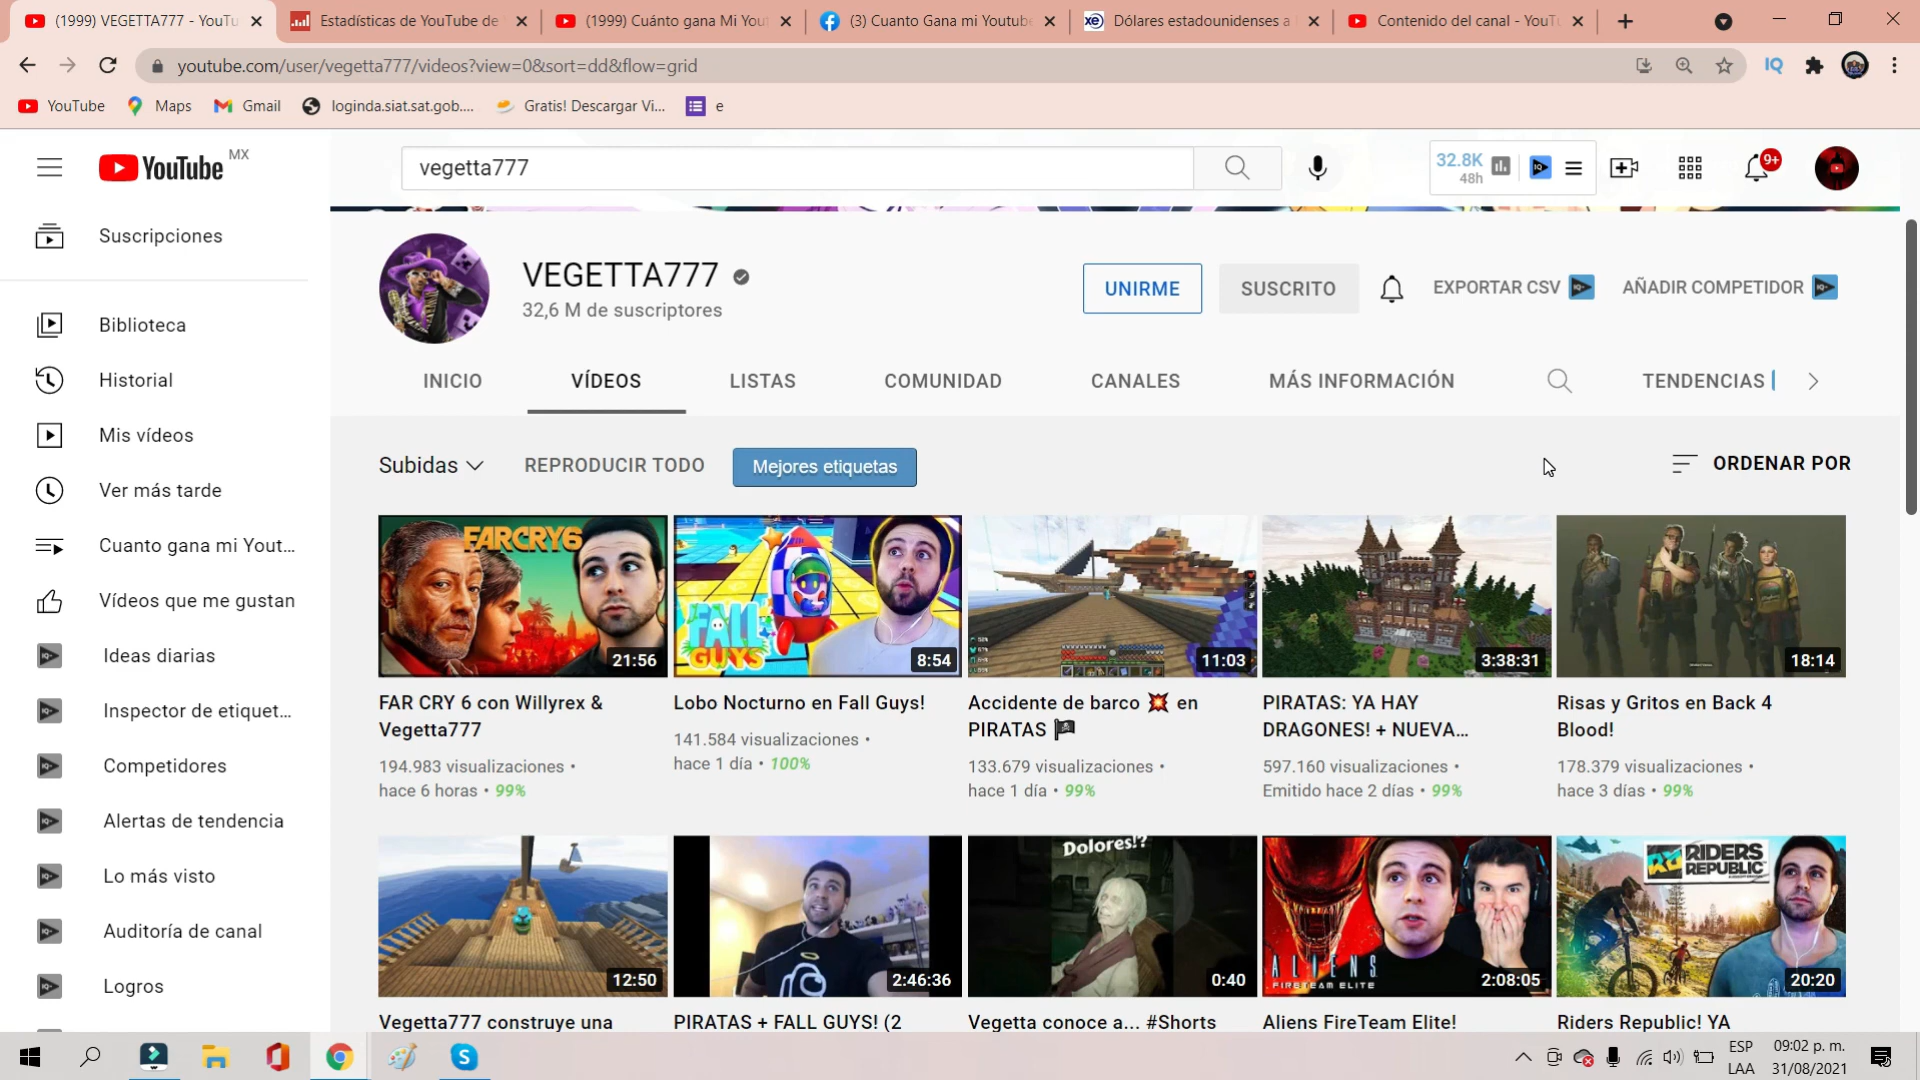 (1999) VEGETTA777 - YouTu
Estadísticas de YouTube de
(1999) Cuánto gana Mi You
(3) Cuanto Gana mi Youtube
xe
Dólares estadounidenses a
Contenido del canal - YouT
youtube.com/user/vegetta777/videos?view=0&sort=dd&flow=grid
IQ
YouTube
Maps
Gmail
loginda.siat.sat.gob....
Gratis! Descargar Vi...
e
YouTube MX
vegetta777
32.8K
48h
9+
Suscripciones
Biblioteca
Historial
Mis vídeos
Ver más tarde
Cuanto gana mi Yout...
Vídeos que me gustan
Ideas diarias
Inspector de etiquet...
Competidores
Alertas de tendencia
Lo más visto
Auditoría de canal
Logros
VEGETTA777
32,6 M de suscriptores
UNIRME
SUSCRITO
EXPORTAR CSV
AÑADIR COMPETIDOR
INICIO
VÍDEOS
LISTAS
COMUNIDAD
CANALES
MÁS INFORMACIÓN
TENDENCIAS
Subidas
REPRODUCIR TODO
Mejores etiquetas
ORDENAR POR
FARCRY6
21:56
FAR CRY 6 con Willyrex &
Vegetta777
194.983 visualizaciones •
hace 6 horas • 99%
FALL
GUYS
8:54
Lobo Nocturno en Fall Guys!
141.584 visualizaciones •
hace 1 día • 100%
11:03
Accidente de barco 💥 en
PIRATAS 🏴
133.679 visualizaciones •
hace 1 día • 99%
3:38:31
PIRATAS: YA HAY
DRAGONES! + NUEVA...
597.160 visualizaciones •
Emitido hace 2 días • 99%
18:14
Risas y Gritos en Back 4
Blood!
178.379 visualizaciones •
hace 3 días • 99%
12:50
Vegetta777 construye una
2:46:36
PIRATAS + FALL GUYS! (2
Dolores!?
0:40
Vegetta conoce a... #Shorts
ALIENS
FIRETEAM ELITE
2:08:05
Aliens FireTeam Elite!
RIDERS
REPUBLIC
20:20
Riders Republic! YA
ESP
LAA
09:02 p. m.
31/08/2021